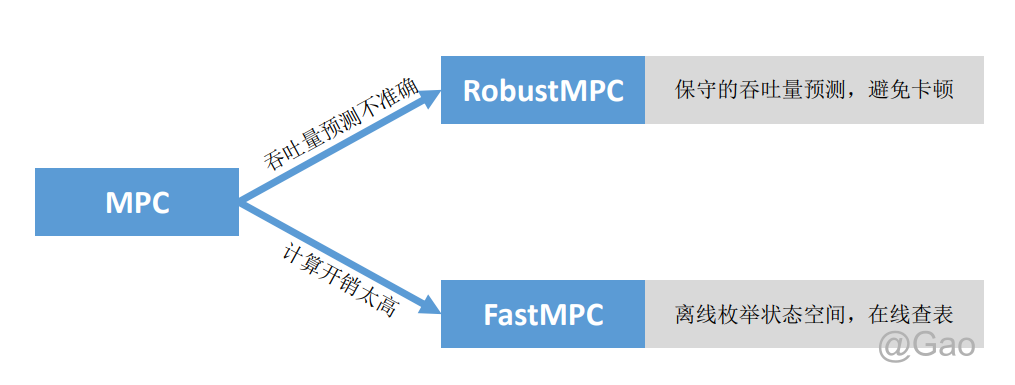 吞吐量预测不准确
RobustMPC
保守的吞吐量预测，避免卡顿
MPC
计算开销太高
FastMPC
离线枚举状态空间，在线查表
@Gao